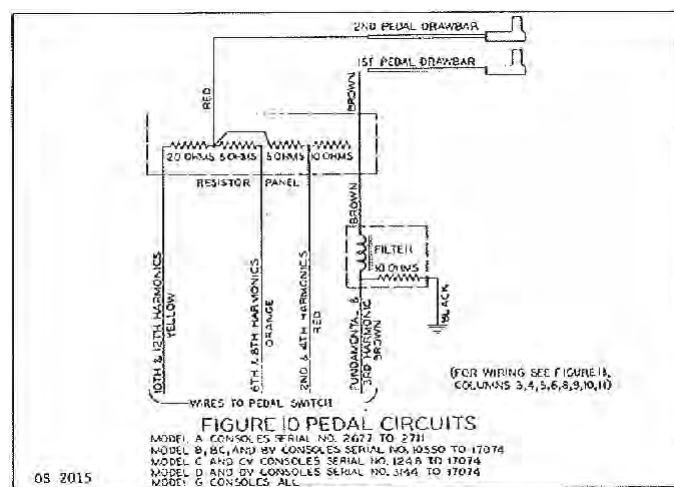 2ND PEDAL DRAWBAR
1ST PEDAL DRAWBAR
RED
BROWN
20 OHMS 5 OHMS 5 OHMS 10 OHMS
RESISTOR PANEL
BROWN
FILTER
10 OHMS
10TH & 12TH HARMONICS
YELLOW
6TH & 8TH HARMONICS
ORANGE
2ND & 4TH HARMONICS
RED
FUNDAMENTAL &
3RD HARMONIC
BROWN
BLACK
(FOR WIRING SEE FIGURE 11,
COLUMNS 3,4,5,6,8,9,10,11)
WIRES TO PEDAL SWITCH
FIGURE 10 PEDAL CIRCUITS
MODEL A CONSOLES SERIAL NO. 2677 TO 2711
MODEL B, BC, AND BV CONSOLES SERIAL NO. 10550 TO 17074
MODEL C AND CV CONSOLES SERIAL NO. 1248 TO 17074
MODEL D AND DV CONSOLES SERIAL NO. 3144 TO 17074
MODEL G CONSOLES ALL
OS 2015